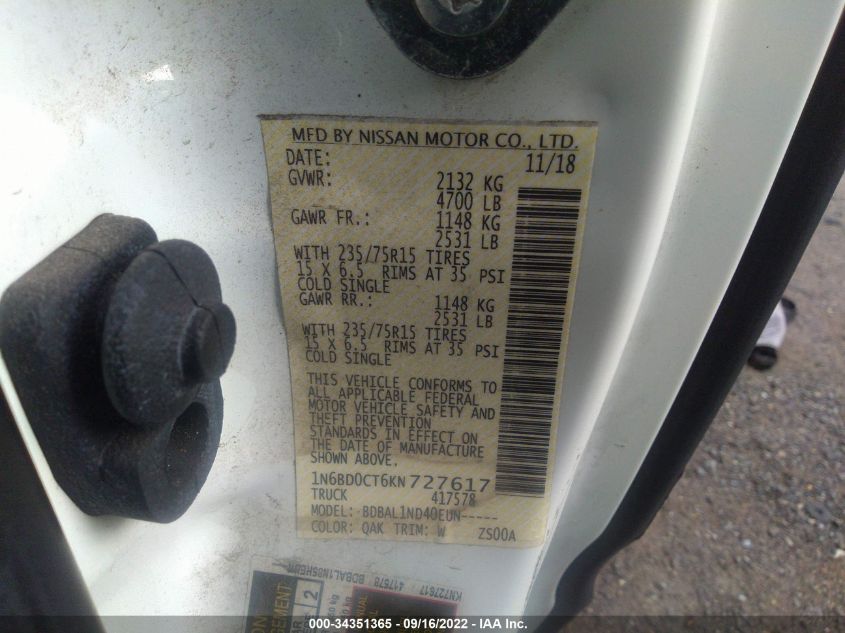 MFD BY NISSAN MOTOR CO., LTD.
DATE: 11/18
GVWR: 2132 KG
4700 LB
GAWR FR.: 1148 KG
2531 LB
WITH 235/75R15 TIRES
15 X 6.5 RIMS AT 35 PSI
COLD SINGLE
GAWR RR.: 1148 KG
2531 LB
WITH 235/75R15 TIRES
15 X 6.5 RIMS AT 35 PSI
COLD SINGLE
THIS VEHICLE CONFORMS TO
ALL APPLICABLE FEDERAL
MOTOR VEHICLE SAFETY AND
THEFT PREVENTION
STANDARDS IN EFFECT ON
THE DATE OF MANUFACTURE
SHOWN ABOVE.
1N6BD0CT6KN727617
TRUCK 417578
MODEL: BDBAL1ND40EUN-----
COLOR: QAK TRIM: W ZS00A
KN727617 417578
2
000-34351365 - 09/16/2022 - IAA Inc.